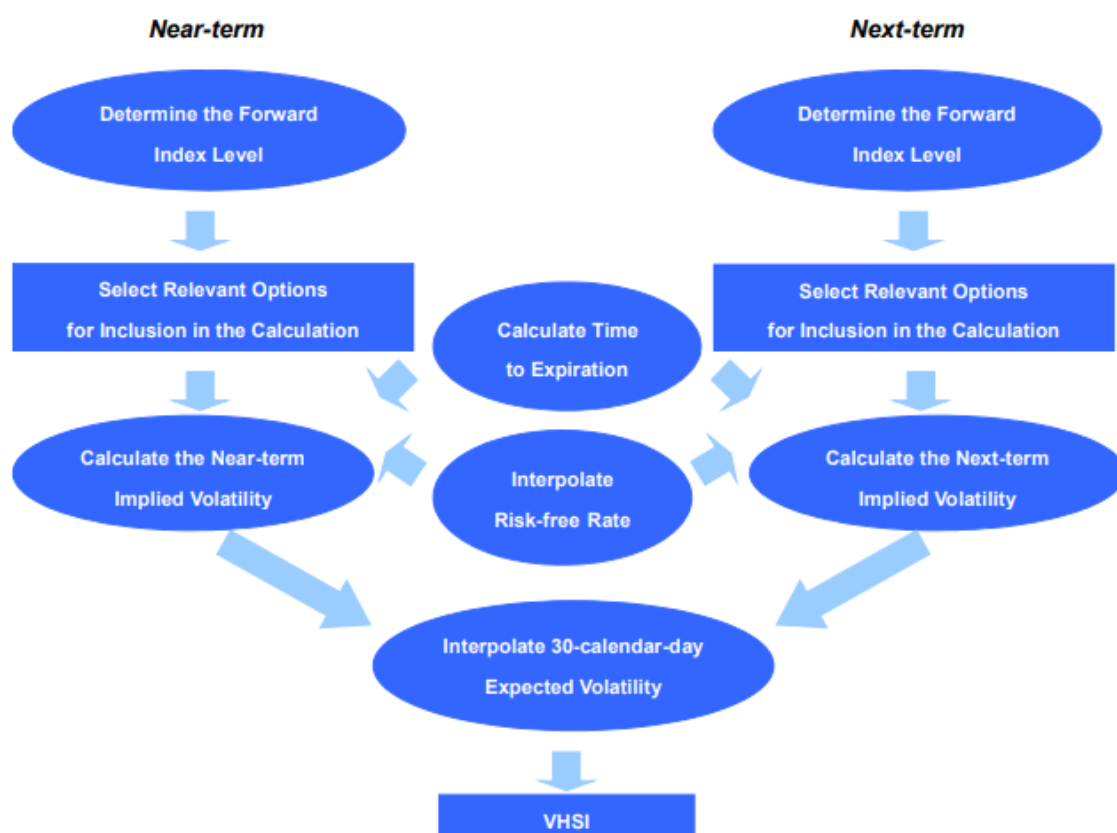 Near-term
Next-term
Determine the Forward
Index Level
Determine the Forward
Index Level
Select Relevant Options
for Inclusion in the Calculation
Select Relevant Options
for Inclusion in the Calculation
Calculate Time
to Expiration
Calculate the Near-term
Implied Volatility
Interpolate
Risk-free Rate
Calculate the Next-term
Implied Volatility
Interpolate 30-calendar-day
Expected Volatility
VHSI